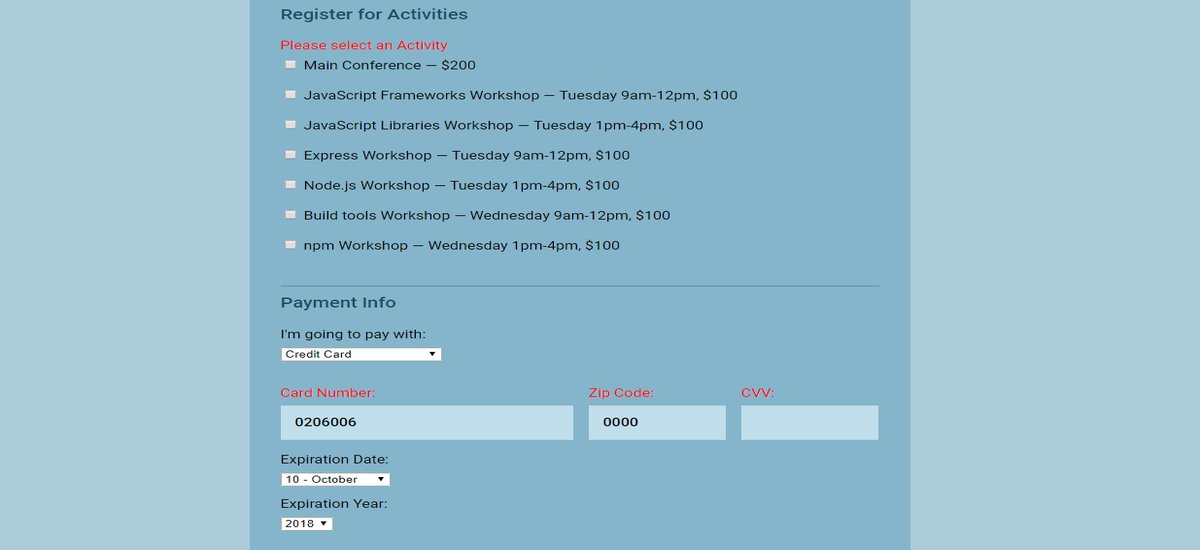 Register for Activities
Please select an Activity
Main Conference — $200
JavaScript Frameworks Workshop — Tuesday 9am-12pm, $100
JavaScript Libraries Workshop — Tuesday 1pm-4pm, $100
Express Workshop — Tuesday 9am-12pm, $100
Node.js Workshop — Tuesday 1pm-4pm, $100
Build tools Workshop — Wednesday 9am-12pm, $100
npm Workshop — Wednesday 1pm-4pm, $100
Payment Info
I'm going to pay with:
Credit Card
Card Number: Zip Code: CVV:
0206006 0000
Expiration Date:
10 - October
Expiration Year:
2018